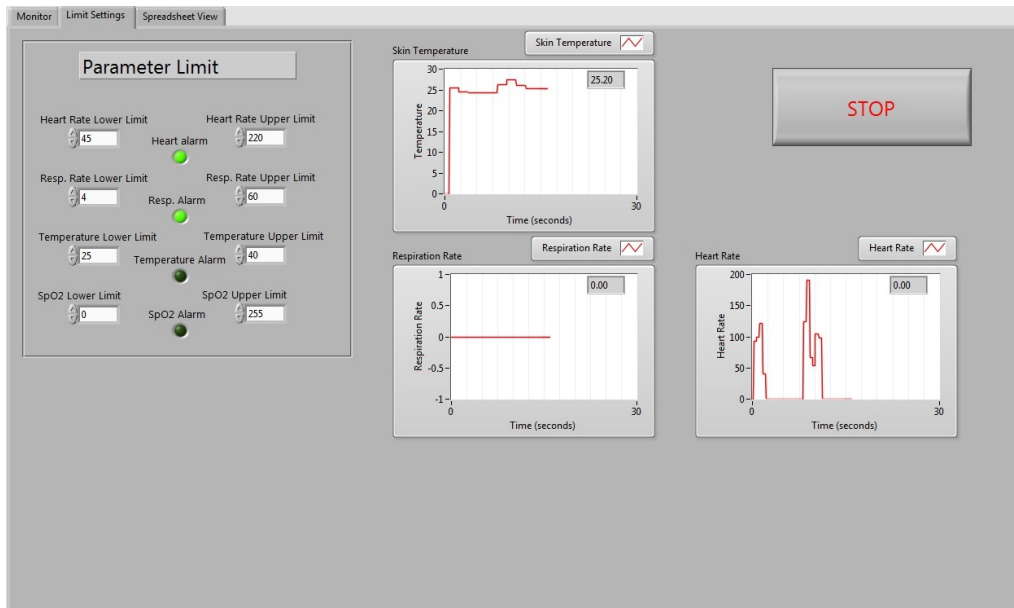 Monitor
Limit Settings
Spreadsheet View
Parameter Limit
Heart Rate Lower Limit
Heart Rate Upper Limit
45
Heart alarm
220
Resp. Rate Lower Limit
Resp. Rate Upper Limit
4
Resp. Alarm
60
Temperature Lower Limit
Temperature Upper Limit
25
Temperature Alarm
40
SpO2 Lower Limit
SpO2 Upper Limit
0
SpO2 Alarm
255
Skin Temperature
Skin Temperature
25.20
Temperature
30
25
20
15
10
5
0
0
30
Time (seconds)
STOP
Respiration Rate
Respiration Rate
0.00
Respiration Rate
1
0.5
0
-0.5
-1
0
30
Time (seconds)
Heart Rate
Heart Rate
0.00
Heart Rate
200
150
100
50
0
0
30
Time (seconds)